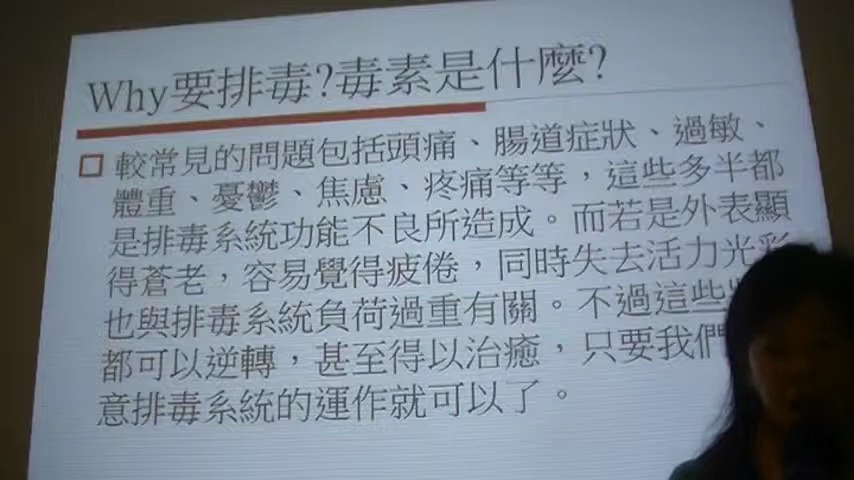 Why要排毒?毒素是什麼?
較常見的問題包括頭痛、腸道症狀、過敏、
體重、憂鬱、焦慮、疼痛等等，這些多半都
是排毒系統功能不良所造成。而若是外表顯
得蒼老，容易覺得疲倦，同時失去活力光彩
也與排毒系統負荷過重有關。不過這些
都可以逆轉，甚至得以治癒，只要我們
意排毒系統的運作就可以了。